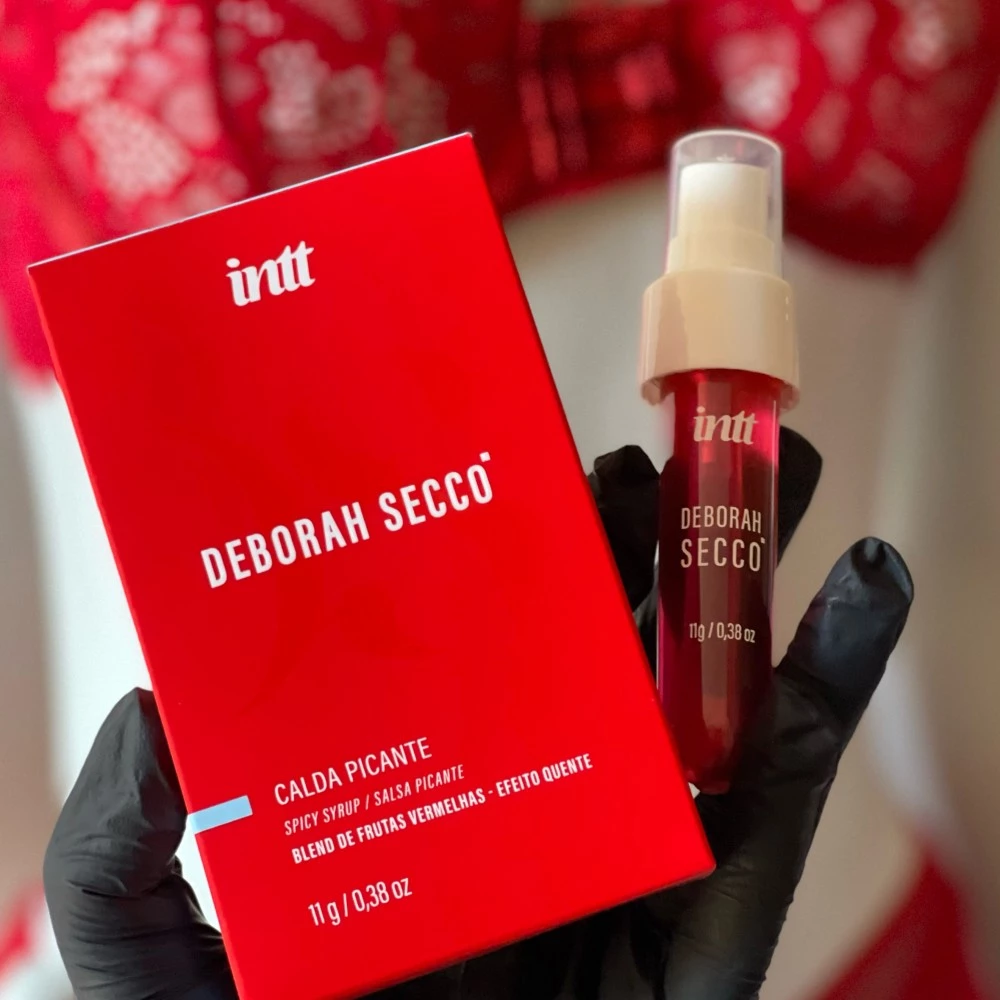 intt
DEBORAH SECCO
CALDA PICANTE
SPICY SYRUP / SALSA PICANTE
BLEND DE FRUTAS VERMELHAS - EFEITO QUENTE
11 g / 0,38 oz
intt
DEBORAH
SECCO
11g / 0,38 oz